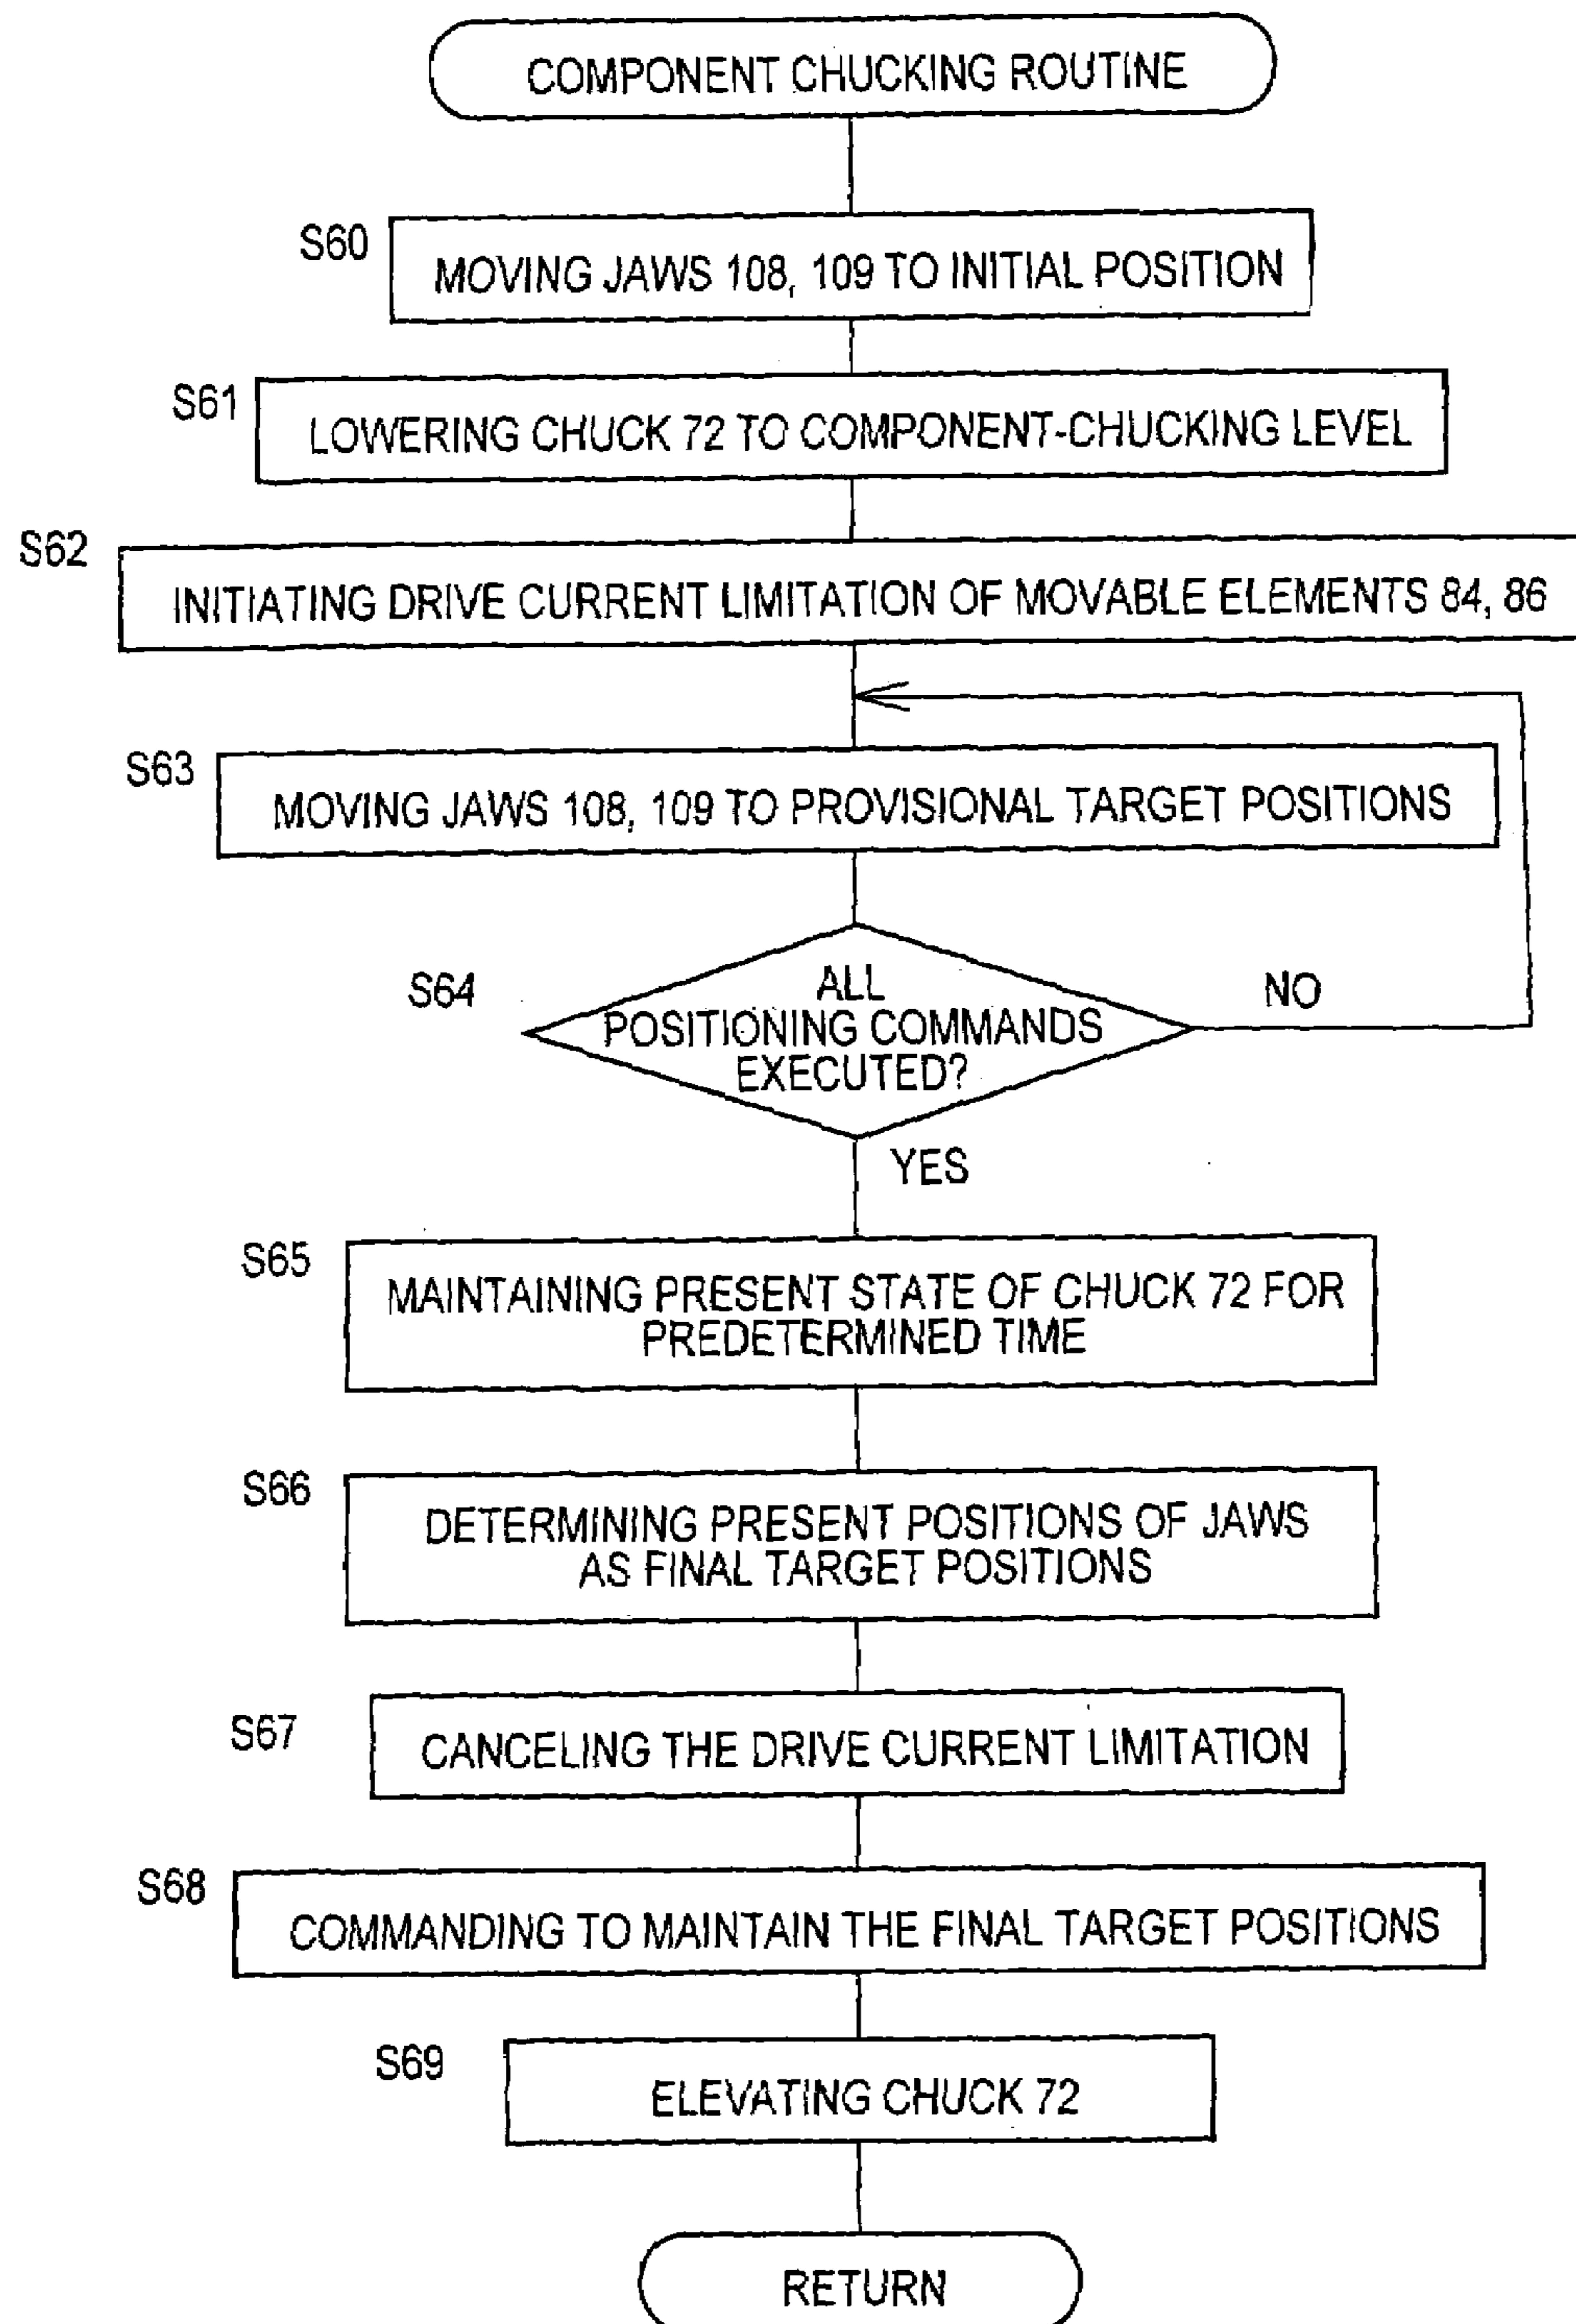 COMPONENT CHUCKING ROUTINE
S60
MOVING JAWS 108, 109 TO INITIAL POSITION
S61
LOWERING CHUCK 72 TO COMPONENT-CHUCKING LEVEL
S62
INITIATING DRIVE CURRENT LIMITATION OF MOVABLE ELEMENTS 84, 86
S63
MOVING JAWS 108, 109 TO PROVISIONAL TARGET POSITIONS
S64
ALL
POSITIONING COMMANDS
EXECUTED?
NO
YES
S65
MAINTAINING PRESENT STATE OF CHUCK 72 FOR
PREDETERMINED TIME
S66
DETERMINING PRESENT POSITIONS OF JAWS
AS FINAL TARGET POSITIONS
S67
CANCELING THE DRIVE CURRENT LIMITATION
S68
COMMANDING TO MAINTAIN THE FINAL TARGET POSITIONS
S69
ELEVATING CHUCK 72
RETURN